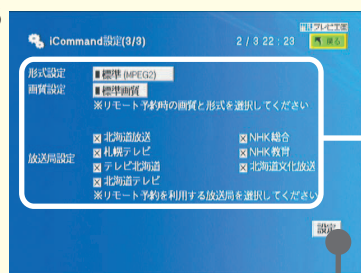 テレビ王国
iCommand設定(3/3)
2 / 3 22 : 23
戻る
形式設定
標準 (MPEG2)
画質設定
標準画質
※リモート予約時の画質と形式を選択してください
放送局設定
北海道放送
NHK総合
札幌テレビ
NHK教育
テレビ北海道
北海道文化放送
北海道テレビ
※リモート予約を利用する放送局を選択してください
設定